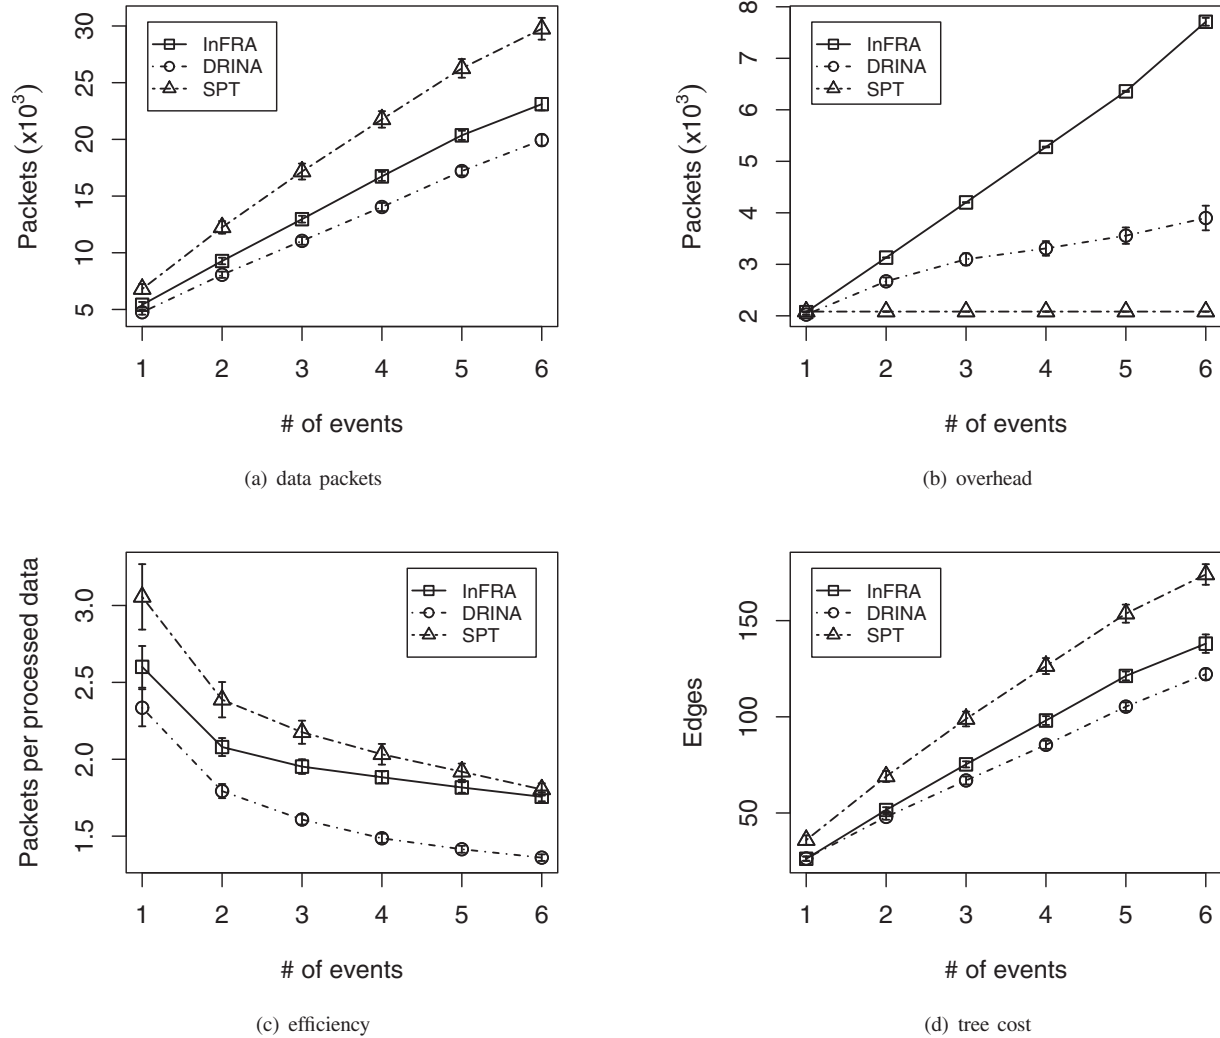 Packets (x10³)
30
25
20
15
10
5
InFRA
DRINA
SPT
1 2 3 4 5 6
# of events
(a) data packets
Packets (x10³)
8
7
6
5
4
3
2
InFRA
DRINA
SPT
1 2 3 4 5 6
# of events
(b) overhead
Packets per processed data
3.0
2.5
2.0
1.5
InFRA
DRINA
SPT
1 2 3 4 5 6
# of events
(c) efficiency
Edges
150
100
50
InFRA
DRINA
SPT
1 2 3 4 5 6
# of events
(d) tree cost